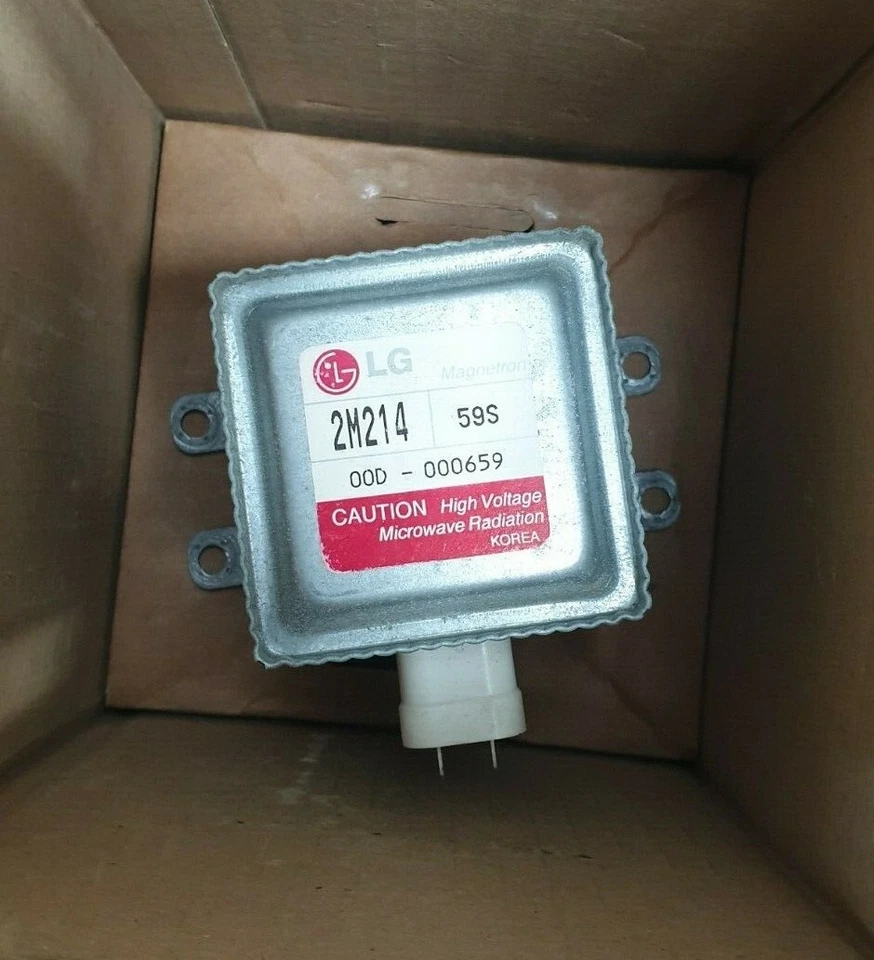 LG Magnetron
2M214 59S
00D - 000659
CAUTION High Voltage
Microwave Radiation
KOREA